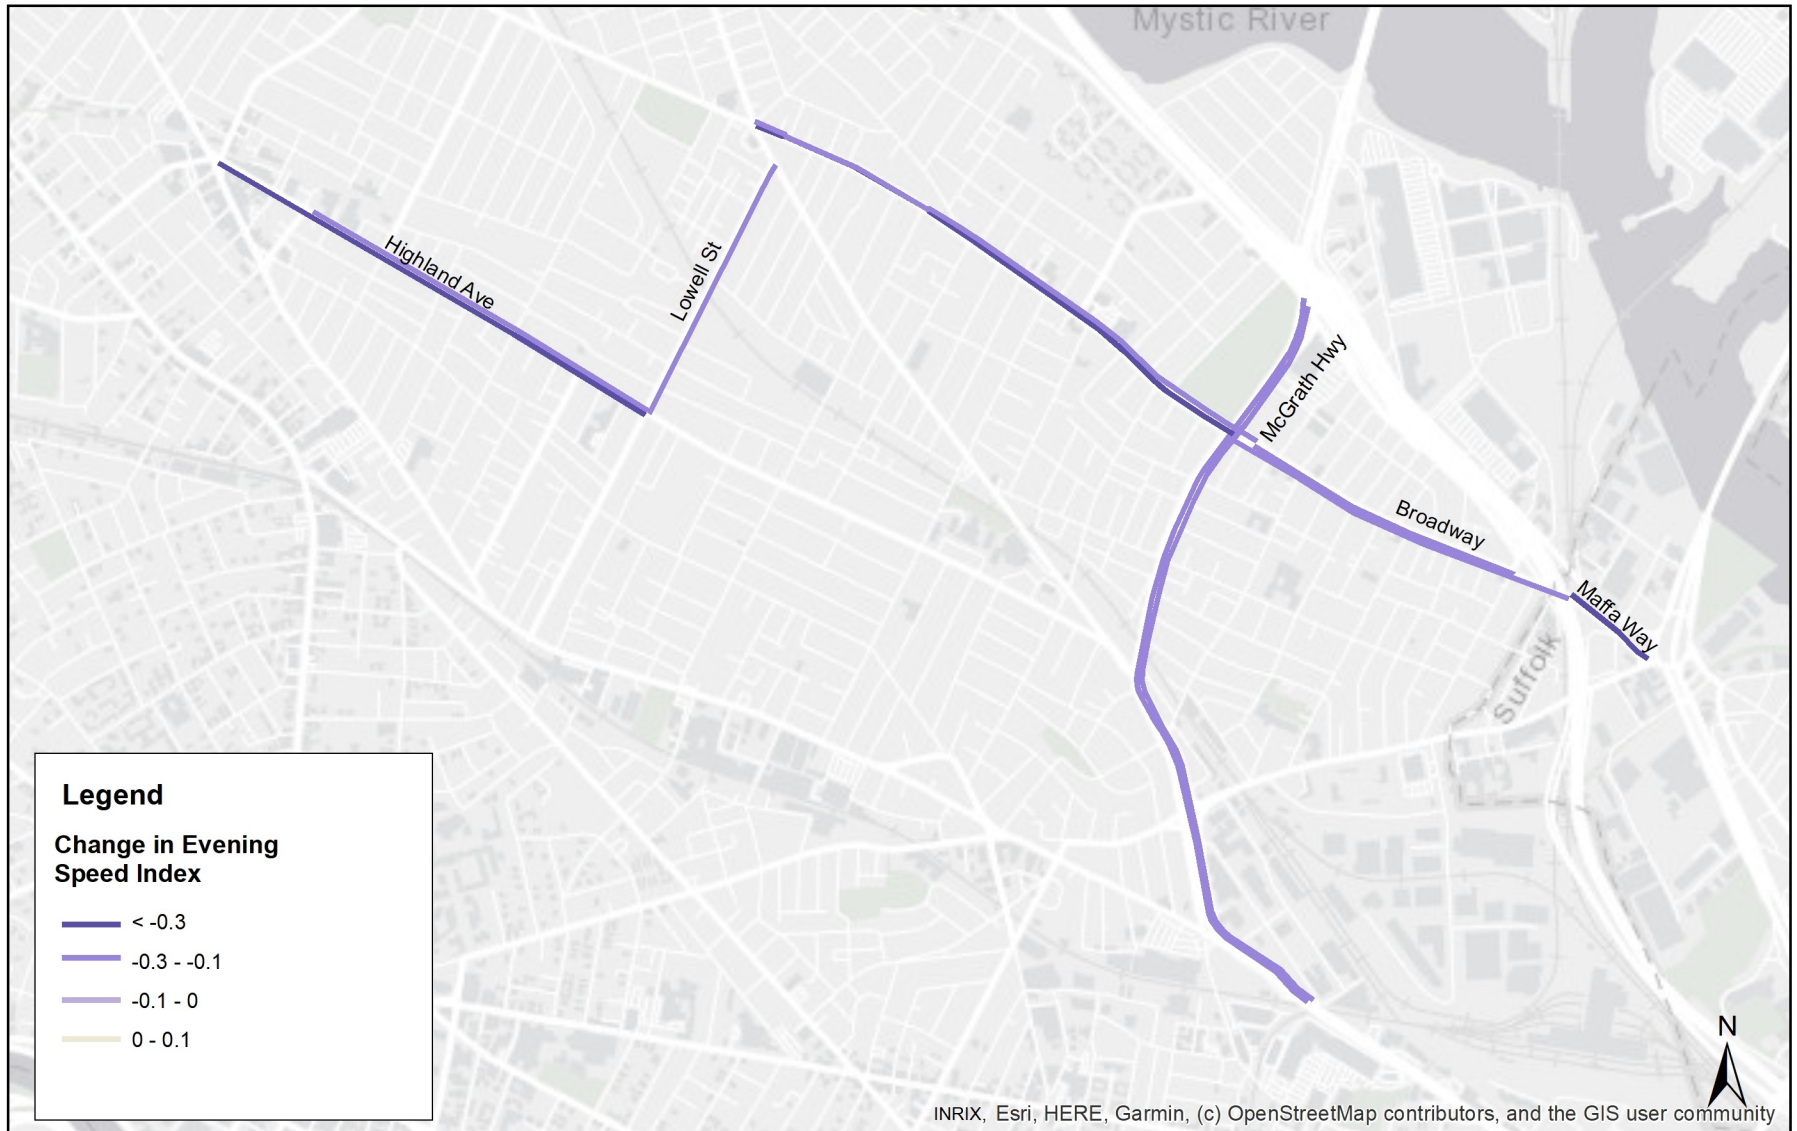 Mystic River
Highland Ave
Lowell St
McGrath Hwy
Broadway
Maffa Way
Suffolk
Legend
Change in Evening
Speed Index
< -0.3
-0.3 - -0.1
-0.1 - 0
0 - 0.1
N
INRIX, Esri, HERE, Garmin, (c) OpenStreetMap contributors, and the GIS user community